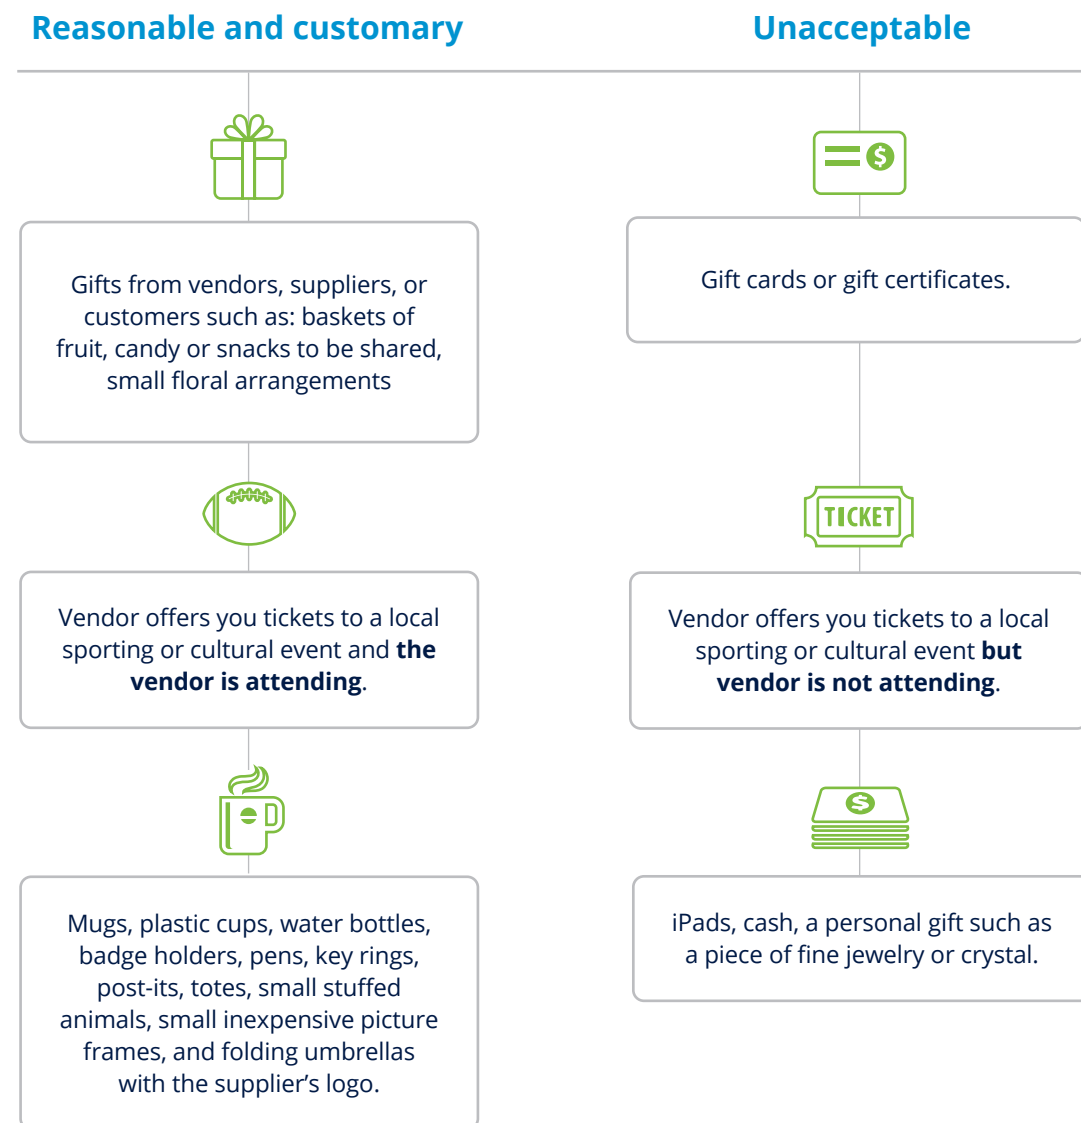 Reasonable and customary
Gifts from vendors, suppliers, or
customers such as: baskets of
fruit, candy or snacks to be shared,
small floral arrangements
Vendor offers you tickets to a local
sporting or cultural event and the
vendor is attending.
Mugs, plastic cups, water bottles,
badge holders, pens, key rings,
post-its, totes, small stuffed
animals, small inexpensive picture
frames, and folding umbrellas
with the supplier’s logo.
Unacceptable
$
Gift cards or gift certificates.
TICKET
Vendor offers you tickets to a local
sporting or cultural event but
vendor is not attending.
$
iPads, cash, a personal gift such as
a piece of fine jewelry or crystal.